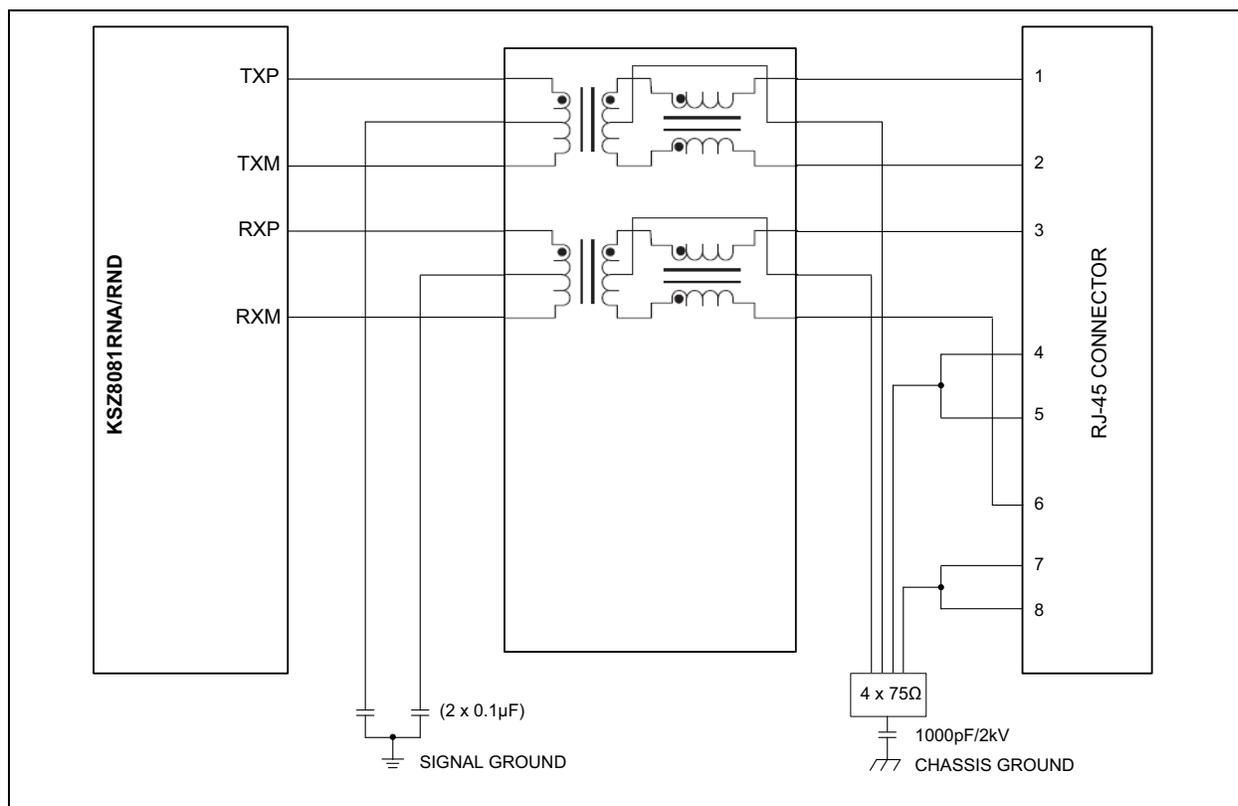 KSZ8081RNA/RND
TXP
TXM
RXP
RXM
1
2
3
4
5
6
7
8
RJ-45 CONNECTOR
(2 x 0.1µF)
SIGNAL GROUND
4 x 75Ω
1000pF/2kV
CHASSIS GROUND